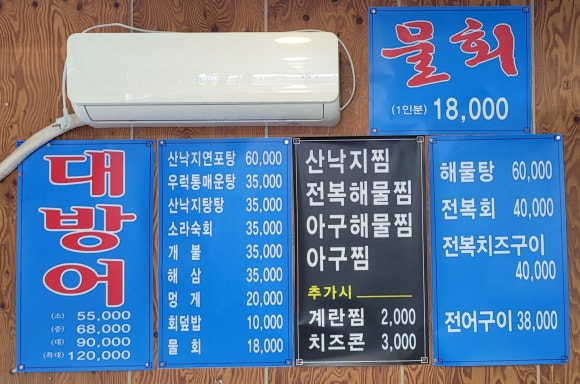 물회
(1인분) 18,000
대
방
어
(소) 55,000
(중) 68,000
(대) 90,000
(특대) 120,000
산낙지연포탕 60,000
우럭통매운탕 35,000
산낙지탕탕 35,000
소라숙회 35,000
개 불 35,000
해 삼 35,000
멍 게 20,000
회덮밥 10,000
물 회 18,000
산낙지찜
전복해물찜
아구해물찜
아구찜
추가시
계란찜 2,000
치즈콘 3,000
해물탕 60,000
전복회 40,000
전복치즈구이
40,000
전어구이 38,000